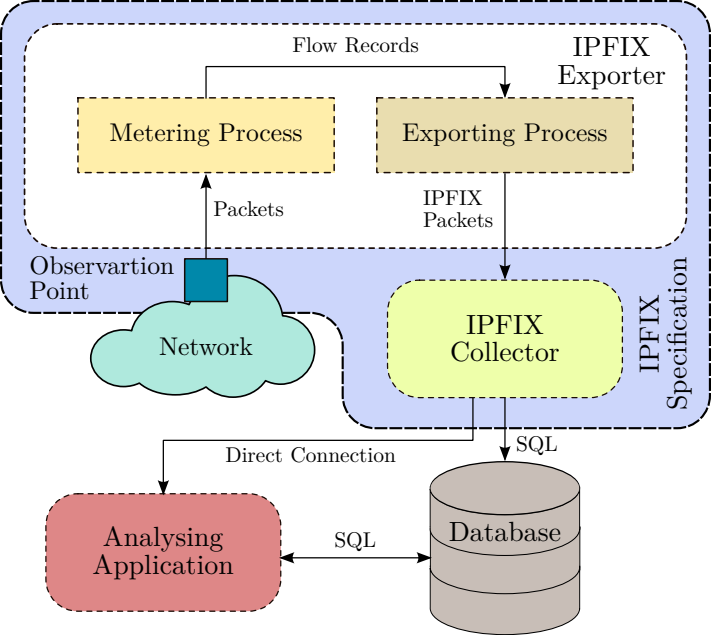 Flow Records
IPFIX
Exporter
Metering Process
Exporting Process
Packets
IPFIX
Packets
Observartion
Point
Network
IPFIX
Collector
IPFIX
Specification
Direct Connection
SQL
Analysing
Application
SQL
Database